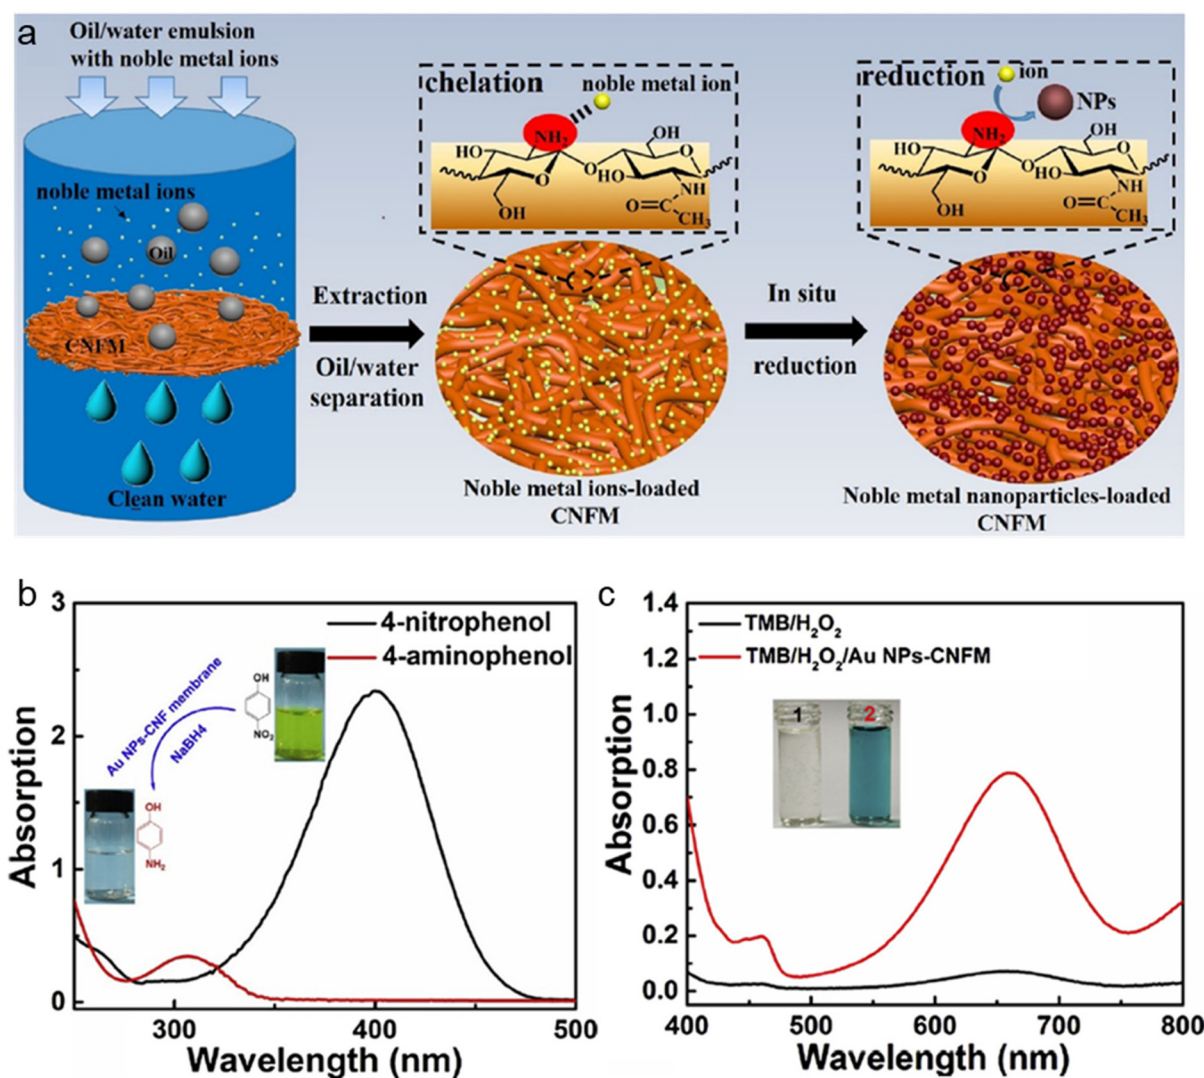 a
Oil/water emulsion
with noble metal ions
noble metal ions
Oil
CNFM
Clean water
Extraction
Oil/water
separation
chelation
noble metal ion
NH₂
HO
O
OH
O
OH
O
HO
NH
O=C
CH₃
Noble metal ions-loaded
CNFM
In situ
reduction
reduction
ion
NPs
NH₂
HO
O
OH
O
OH
O
HO
NH
O=C
CH₃
Noble metal nanoparticles-loaded
CNFM
b
3
2
1
0
Absorption
4-nitrophenol
4-aminophenol
Au NPs-CNF membrane
NaBH4
OH
NO₂
OH
NH₂
300
400
500
Wavelength (nm)
c
1.4
1.2
1.0
0.8
0.6
0.4
0.2
0.0
Absorption
TMB/H₂O₂
TMB/H₂O₂/Au NPs-CNFM
1
2
400
500
600
700
800
Wavelength (nm)